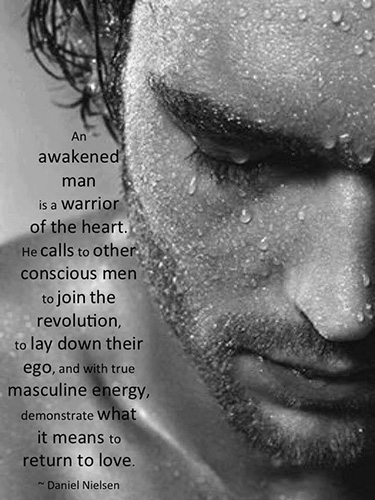 An
awakened
man
is a warrior
of the heart.
He calls to other
conscious men
to join the
revolution,
to lay down their
ego, and with true
masculine energy,
demonstrate what
it means to
return to love.
~ Daniel Nielsen